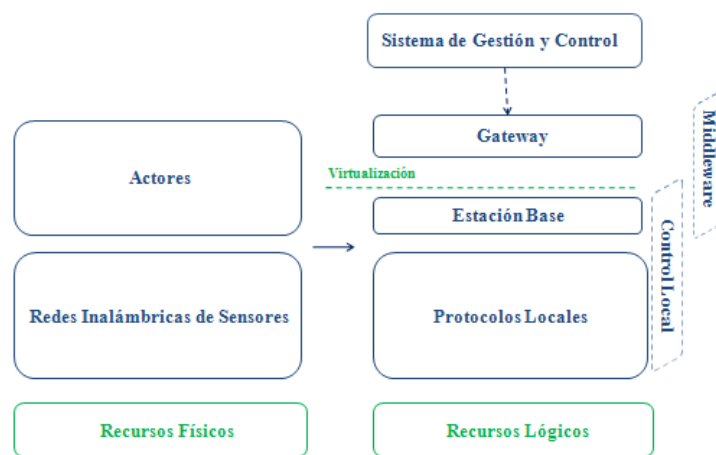 Sistema de Gestión y Control
Gateway
Middleware
Actores
Virtualización
Estación Base
Control Local
Redes Inalámbricas de Sensores
Protocolos Locales
Recursos Físicos
Recursos Lógicos